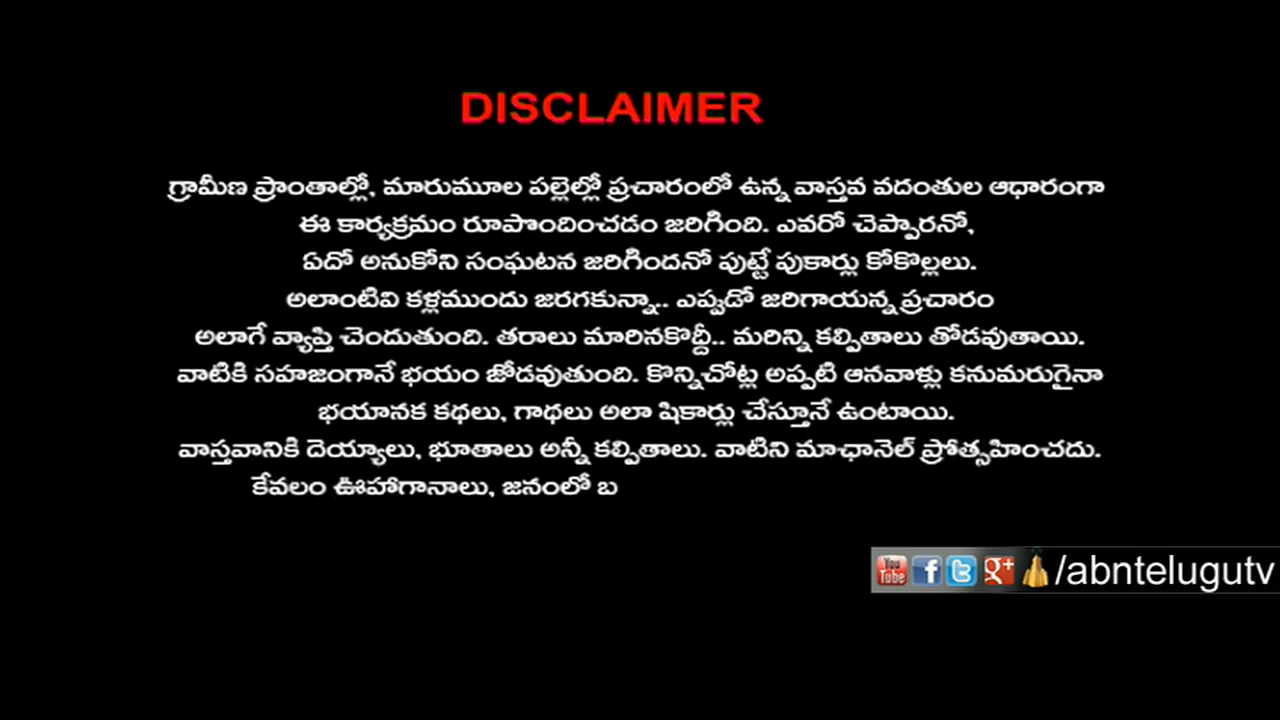 DISCLAIMER
గ్రామీణ ప్రాంతాల్లో, మారుమూల పల్లెల్లో ప్రచారంలో ఉన్న వాస్తవ వదంతుల ఆధారంగా
ఈ కార్యక్రమం రూపొందించడం జరిగింది. ఎవరో చెప్పారనో,
ఏదో అనుకోని సంఘటన జరిగిందనో పుట్టే పుకార్లు కోకొల్లలు.
అలాంటివి కళ్లముందు జరగకున్నా.. ఎప్పుడో జరిగాయన్న ప్రచారం
అలాగే వ్యాప్తి చెందుతుంది. తరాలు మారినకొద్దీ.. మరిన్ని కల్పితాలు తోడవుతాయి.
వాటికి సహజంగానే భయం జోడవుతుంది. కొన్నిచోట్ల అప్పటి ఆనవాళ్లు కనుమరుగైనా
భయానక కథలు, గాథలు అలా షికార్లు చేస్తూనే ఉంటాయి.
వాస్తవానికి దెయ్యాలు, భూతాలు అన్నీ కల్పితాలు. వాటిని మాఛానెల్ ప్రోత్సహించదు.
కేవలం ఊహాగానాలు, జనంలో బ
You Tube f t g+ /abntelugutv